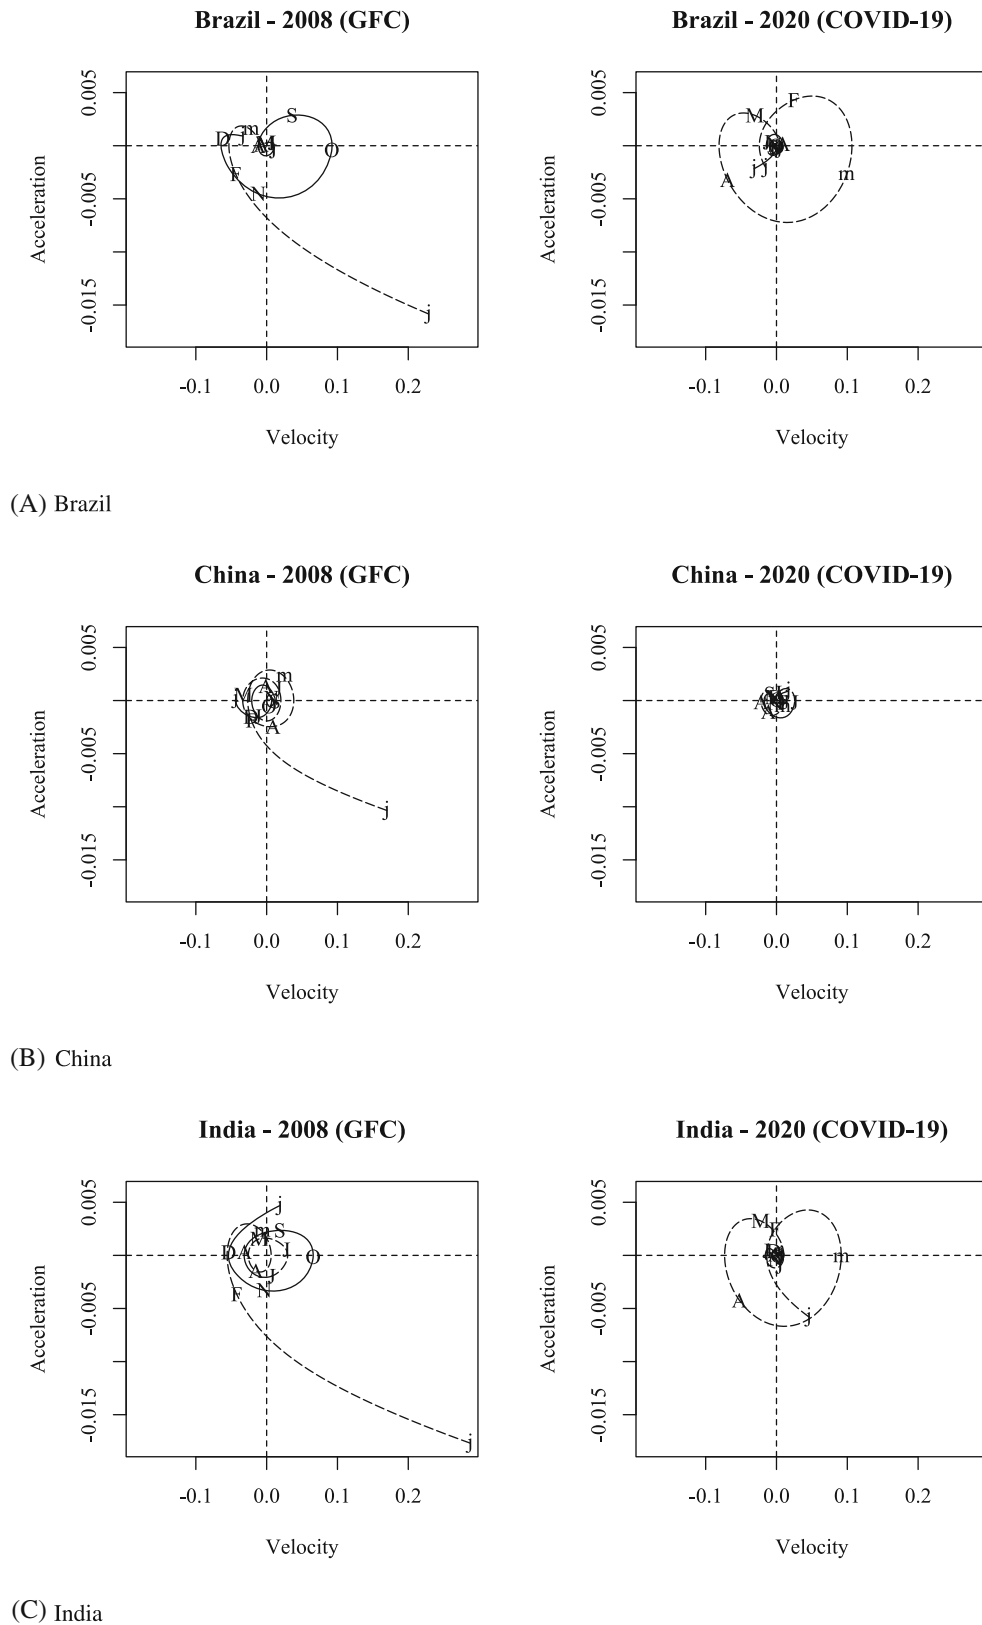 Brazil - 2008 (GFC)
Brazil - 2020 (COVID-19)
Acceleration
0.005
-0.005
-0.015
D j m M A J S O F N j
-0.1 0.0 0.1 0.2
Velocity
Acceleration
0.005
-0.005
-0.015
M F A j j A m
-0.1 0.0 0.1 0.2
Velocity
(A) Brazil
China - 2008 (GFC)
China - 2020 (COVID-19)
Acceleration
0.005
-0.005
-0.015
j M A m N O D A j
-0.1 0.0 0.1 0.2
Velocity
Acceleration
0.005
-0.005
-0.015
S j A J A m
-0.1 0.0 0.1 0.2
Velocity
(B) China
India - 2008 (GFC)
India - 2020 (COVID-19)
Acceleration
0.005
-0.005
-0.015
j m S M D A J O A J F N j
-0.1 0.0 0.1 0.2
Velocity
Acceleration
0.005
-0.005
-0.015
M F m A j
-0.1 0.0 0.1 0.2
Velocity
(C) India